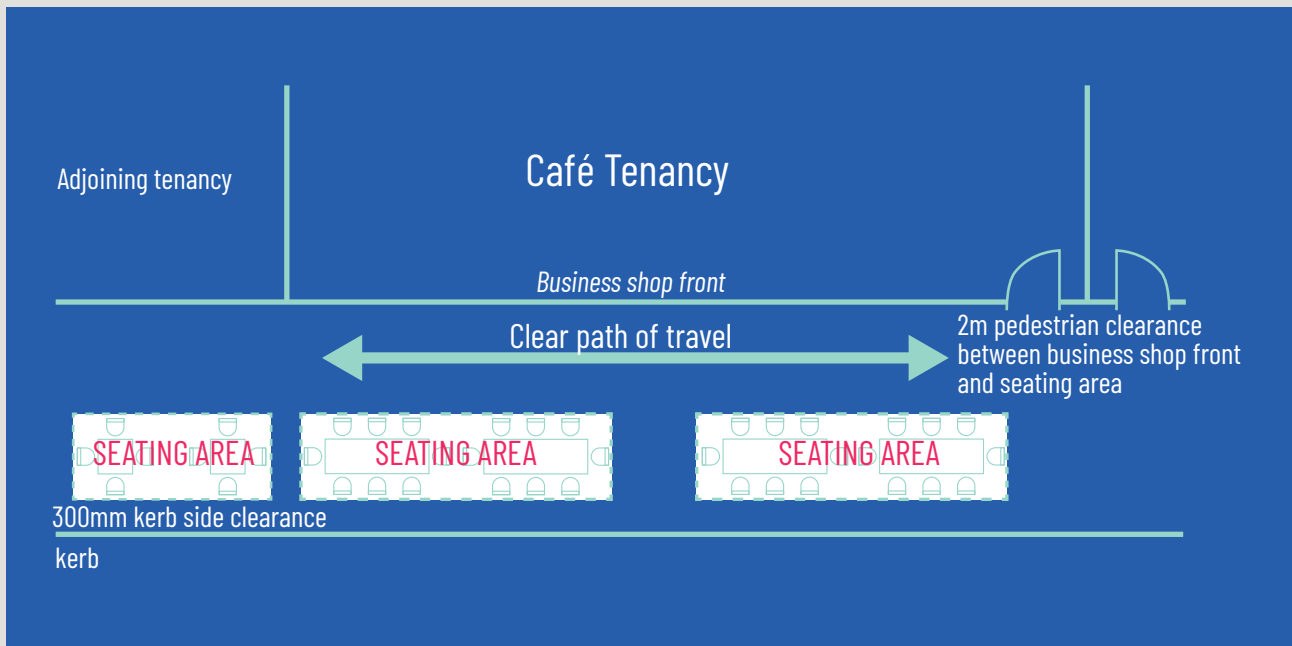 Adjoining tenancy
Café Tenancy
Business shop front
Clear path of travel
2m pedestrian clearance
between business shop front
and seating area
SEATING AREA
SEATING AREA
SEATING AREA
300mm kerb side clearance
kerb